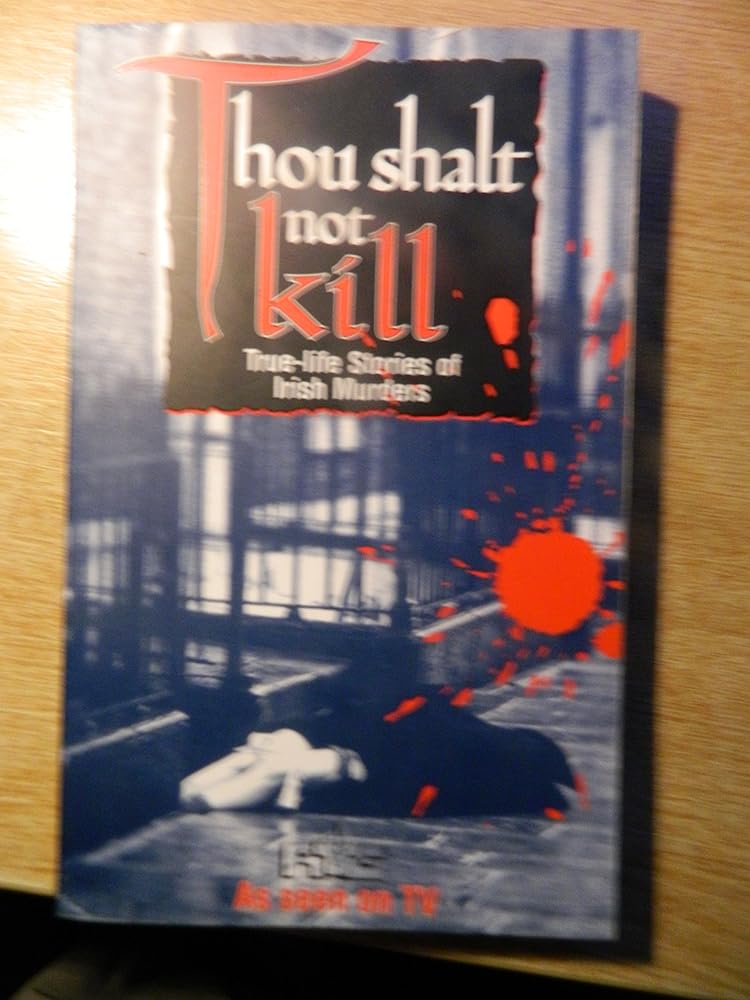 Thou shalt
not
kill
True-life Stories of
Irish Murders
As seen on TV